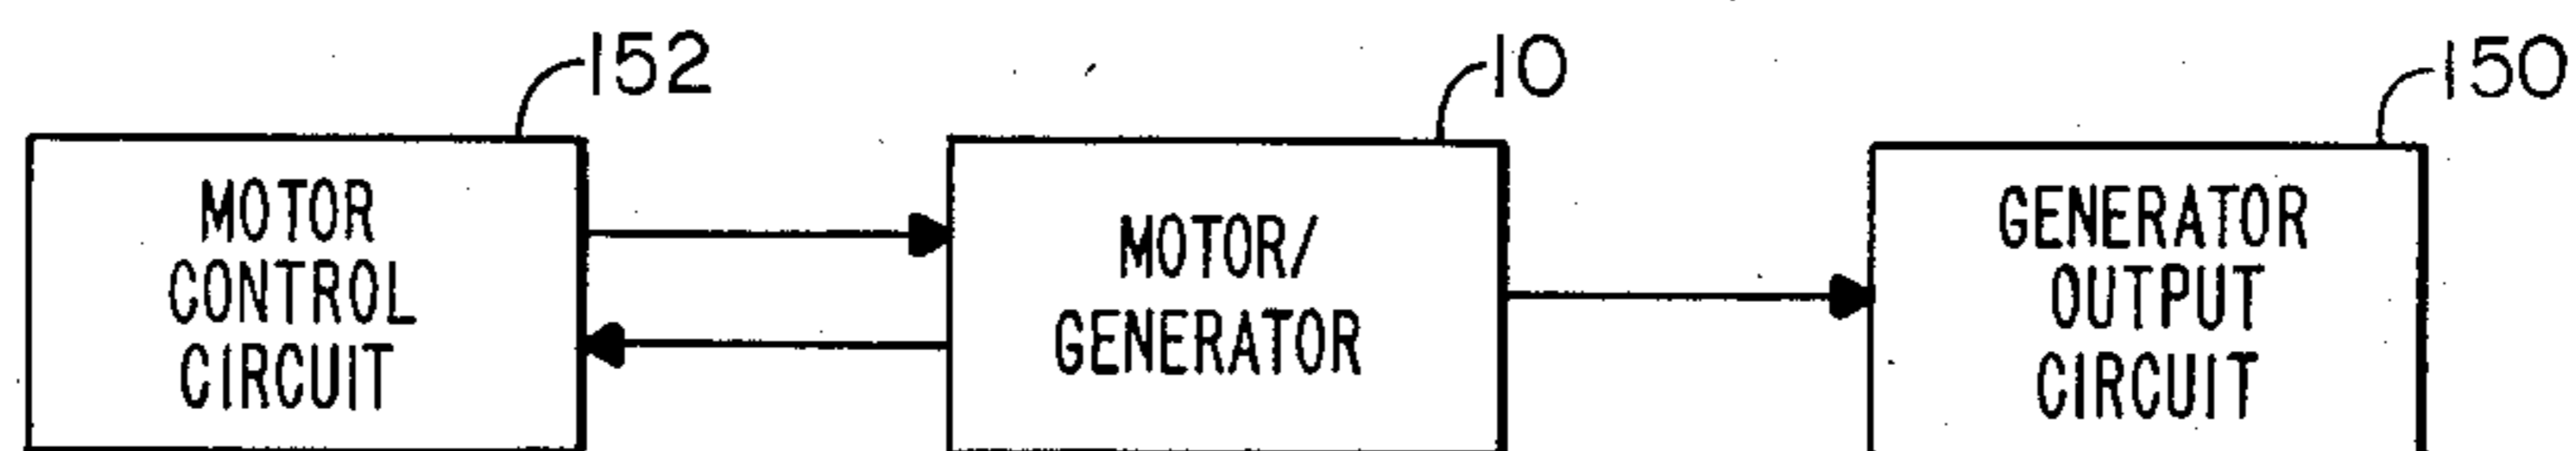 152
10
150
MOTOR
CONTROL
CIRCUIT
MOTOR/
GENERATOR
GENERATOR
OUTPUT
CIRCUIT